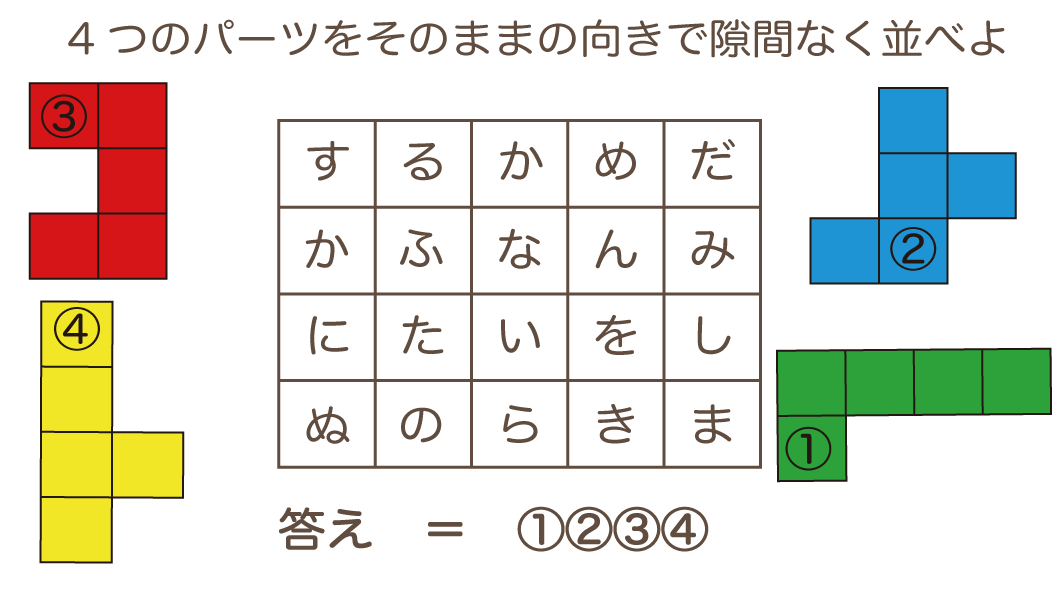 4つのパーツをそのままの向きで隙間なく並べよ
③
する かめだ
かふなんみ
にたいをし
ぬのらきま
②
④
①
答え ＝ ①②③④